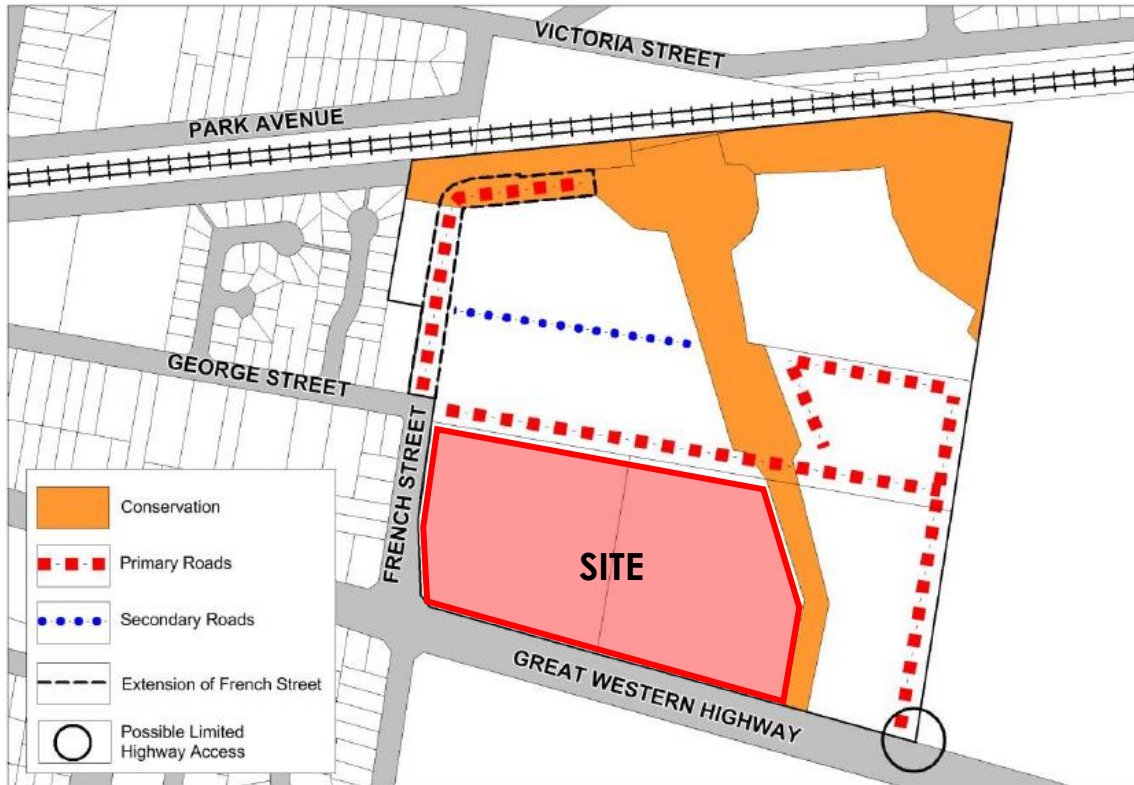 VICTORIA STREET
PARK AVENUE
GEORGE STREET
FRENCH STREET
SITE
GREAT WESTERN HIGHWAY
Conservation
Primary Roads
Secondary Roads
Extension of French Street
Possible Limited
Highway Access